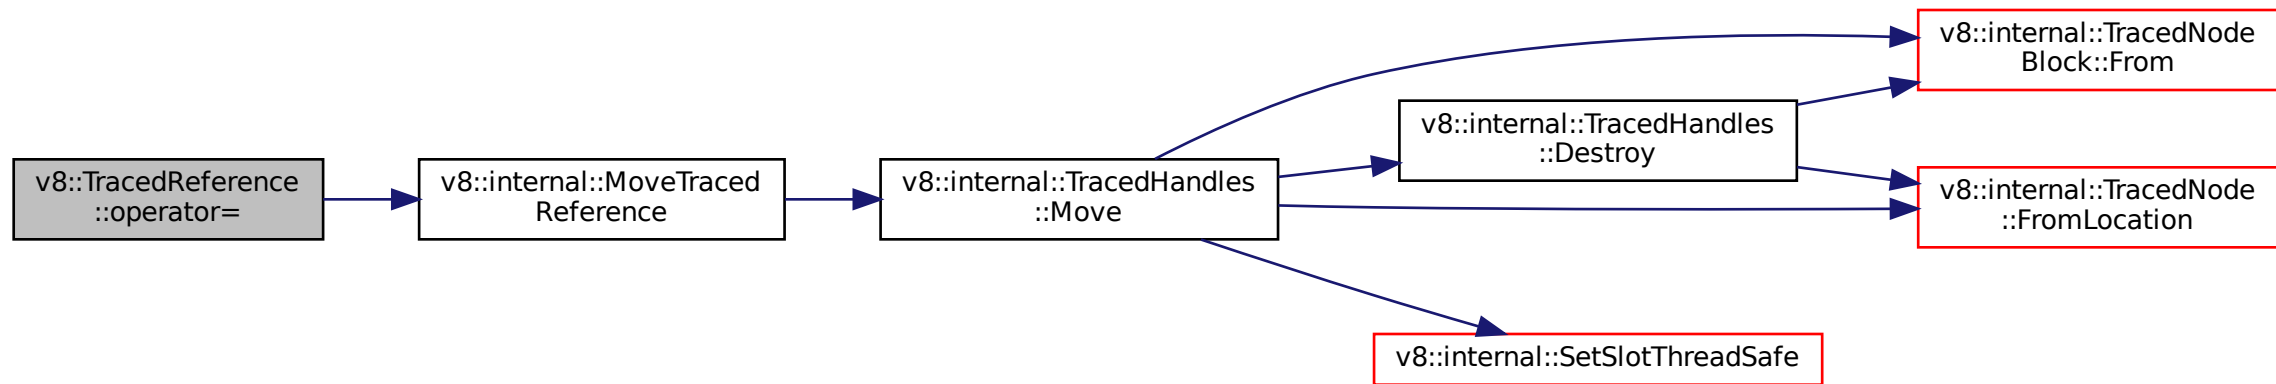 v8::TracedReference
::operator=
v8::internal::MoveTraced
Reference
v8::internal::TracedHandles
::Move
v8::internal::TracedHandles
::Destroy
v8::internal::TracedNode
Block::From
v8::internal::TracedNode
::FromLocation
v8::internal::SetSlotThreadSafe